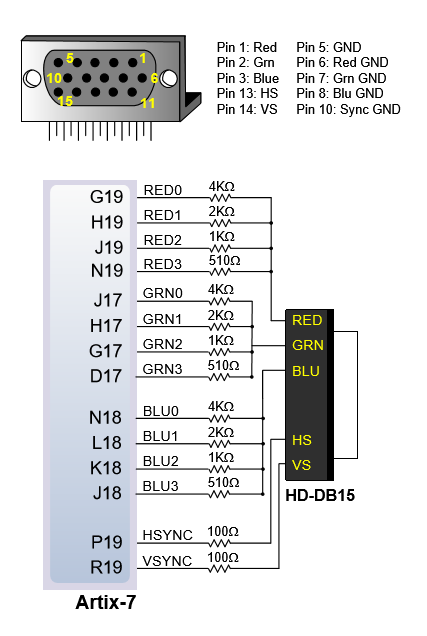 5 1
10 6
15 11
Pin 1: Red Pin 5: GND
Pin 2: Grn Pin 6: Red GND
Pin 3: Blue Pin 7: Grn GND
Pin 13: HS Pin 8: Blu GND
Pin 14: VS Pin 10: Sync GND
G19 RED0 4KΩ
H19 RED1 2KΩ
J19 RED2 1KΩ
N19 RED3 510Ω
J17 GRN0 4KΩ
H17 GRN1 2KΩ
G17 GRN2 1KΩ
D17 GRN3 510Ω
N18 BLU0 4KΩ
L18 BLU1 2KΩ
K18 BLU2 1KΩ
J18 BLU3 510Ω
P19 HSYNC 100Ω
R19 VSYNC 100Ω
Artix-7
RED
GRN
BLU
HS
VS
HD-DB15